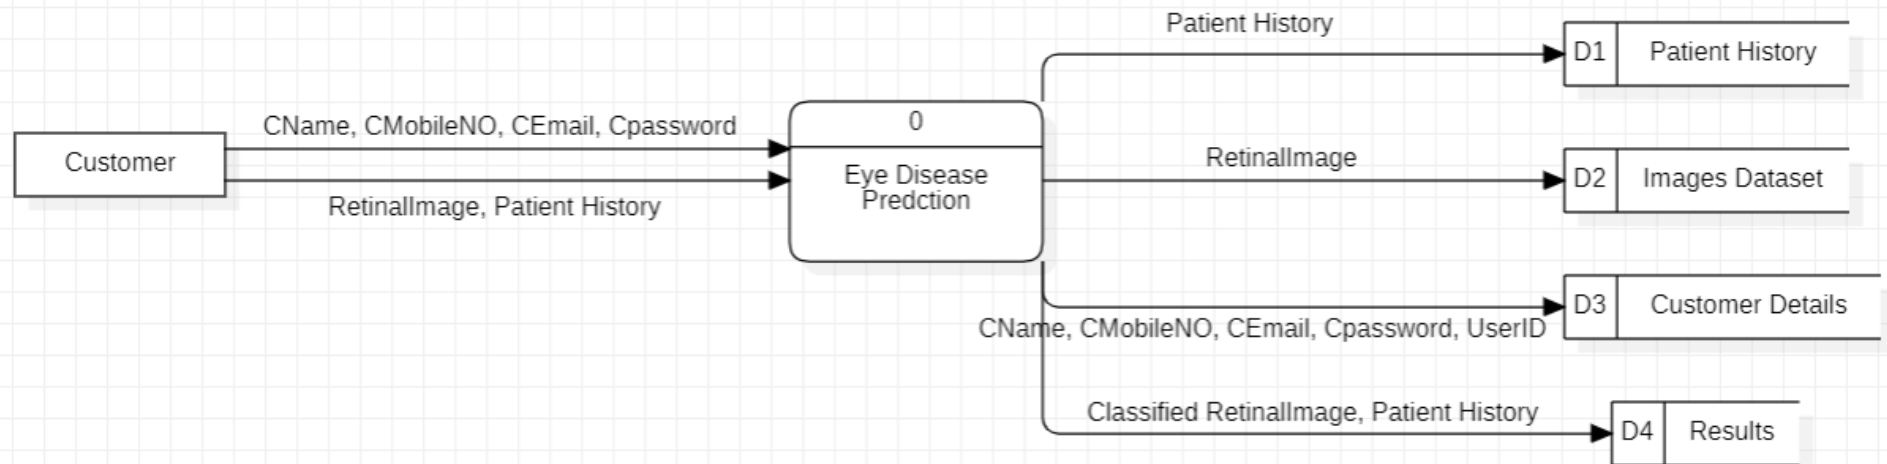 Patient History
D1 Patient History
CName, CMobileNO, CEmail, Cpassword
0
Customer
RetinalImage
Eye Disease
Predction
D2 Images Dataset
RetinalImage, Patient History
D3 Customer Details
CName, CMobileNO, CEmail, Cpassword, UserID
Classified RetinalImage, Patient History
D4 Results